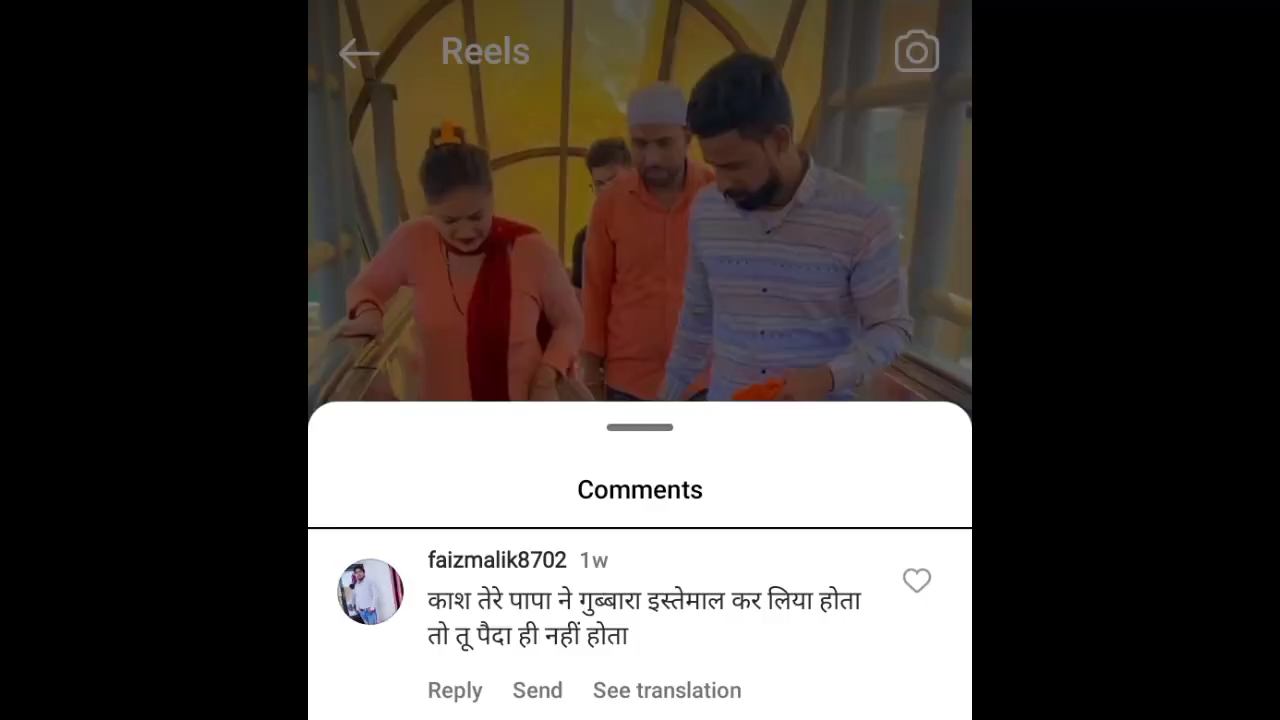 Reels
Comments
faizmalik8702 1w
काश तेरे पापा ने गुब्बारा इस्तेमाल कर लिया होता
तो तू पैदा ही नहीं होता
Reply Send See translation